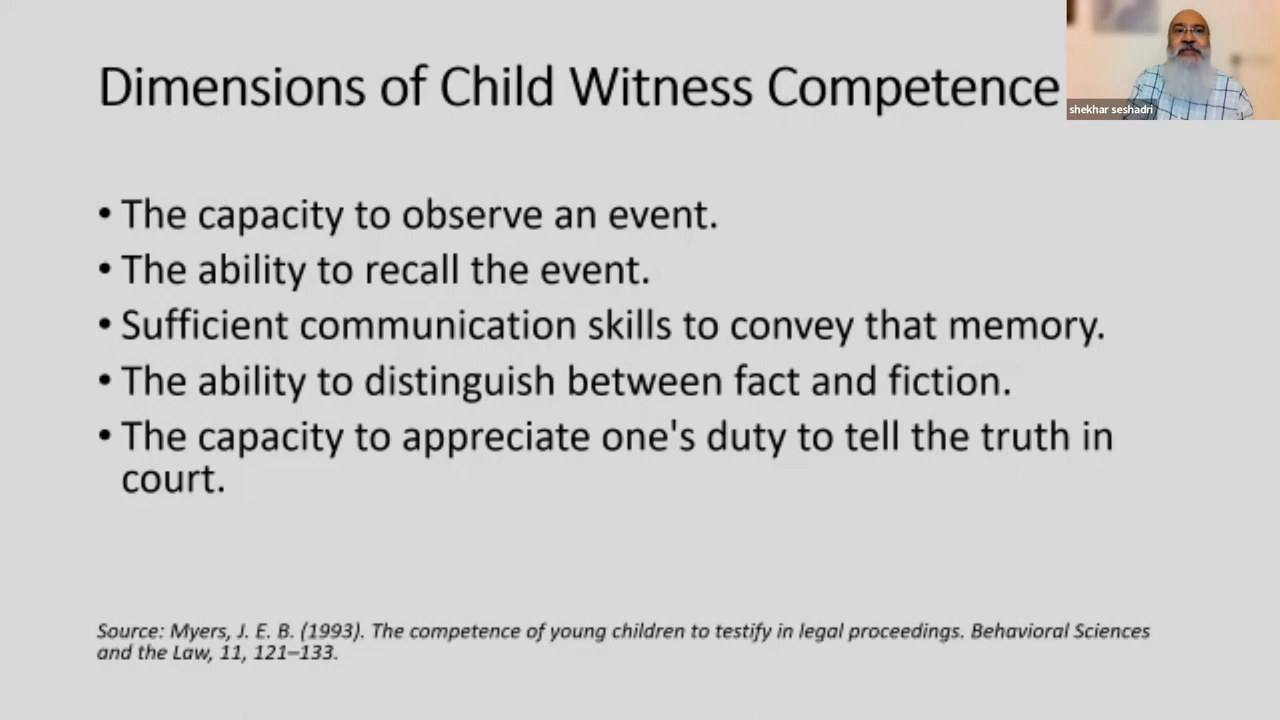 Dimensions of Child Witness Competence
shekhar seshadri
• The capacity to observe an event.
• The ability to recall the event.
• Sufficient communication skills to convey that memory.
• The ability to distinguish between fact and fiction.
• The capacity to appreciate one's duty to tell the truth in
court.
Source: Myers, J. E. B. (1993). The competence of young children to testify in legal proceedings. Behavioral Sciences
and the Law, 11, 121–133.